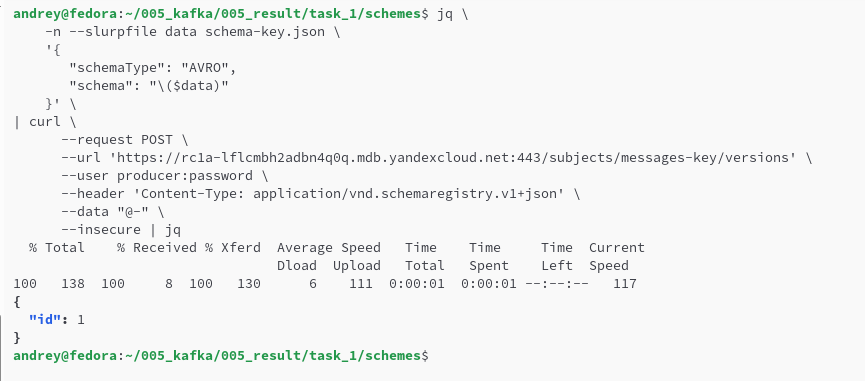 andrey@fedora:~/005_kafka/005_result/task_1/schemes$ jq \
    -n --slurpfile data schema-key.json \
    '{
       "schemaType": "AVRO",
       "schema": "\($data)"
    }' \
| curl \
      --request POST \
      --url 'https://rc1a-lflcmbh2adbn4q0q.mdb.yandexcloud.net:443/subjects/messages-key/versions' \
      --user producer:password \
      --header 'Content-Type: application/vnd.schemaregistry.v1+json' \
      --data "@-" \
      --insecure | jq
  % Total    % Received % Xferd  Average Speed   Time    Time     Time  Current
                                 Dload  Upload   Total   Spent    Left  Speed
100   138  100     8  100   130      6    111  0:00:01  0:00:01 --:--:--   117
{
  "id": 1
}
andrey@fedora:~/005_kafka/005_result/task_1/schemes$